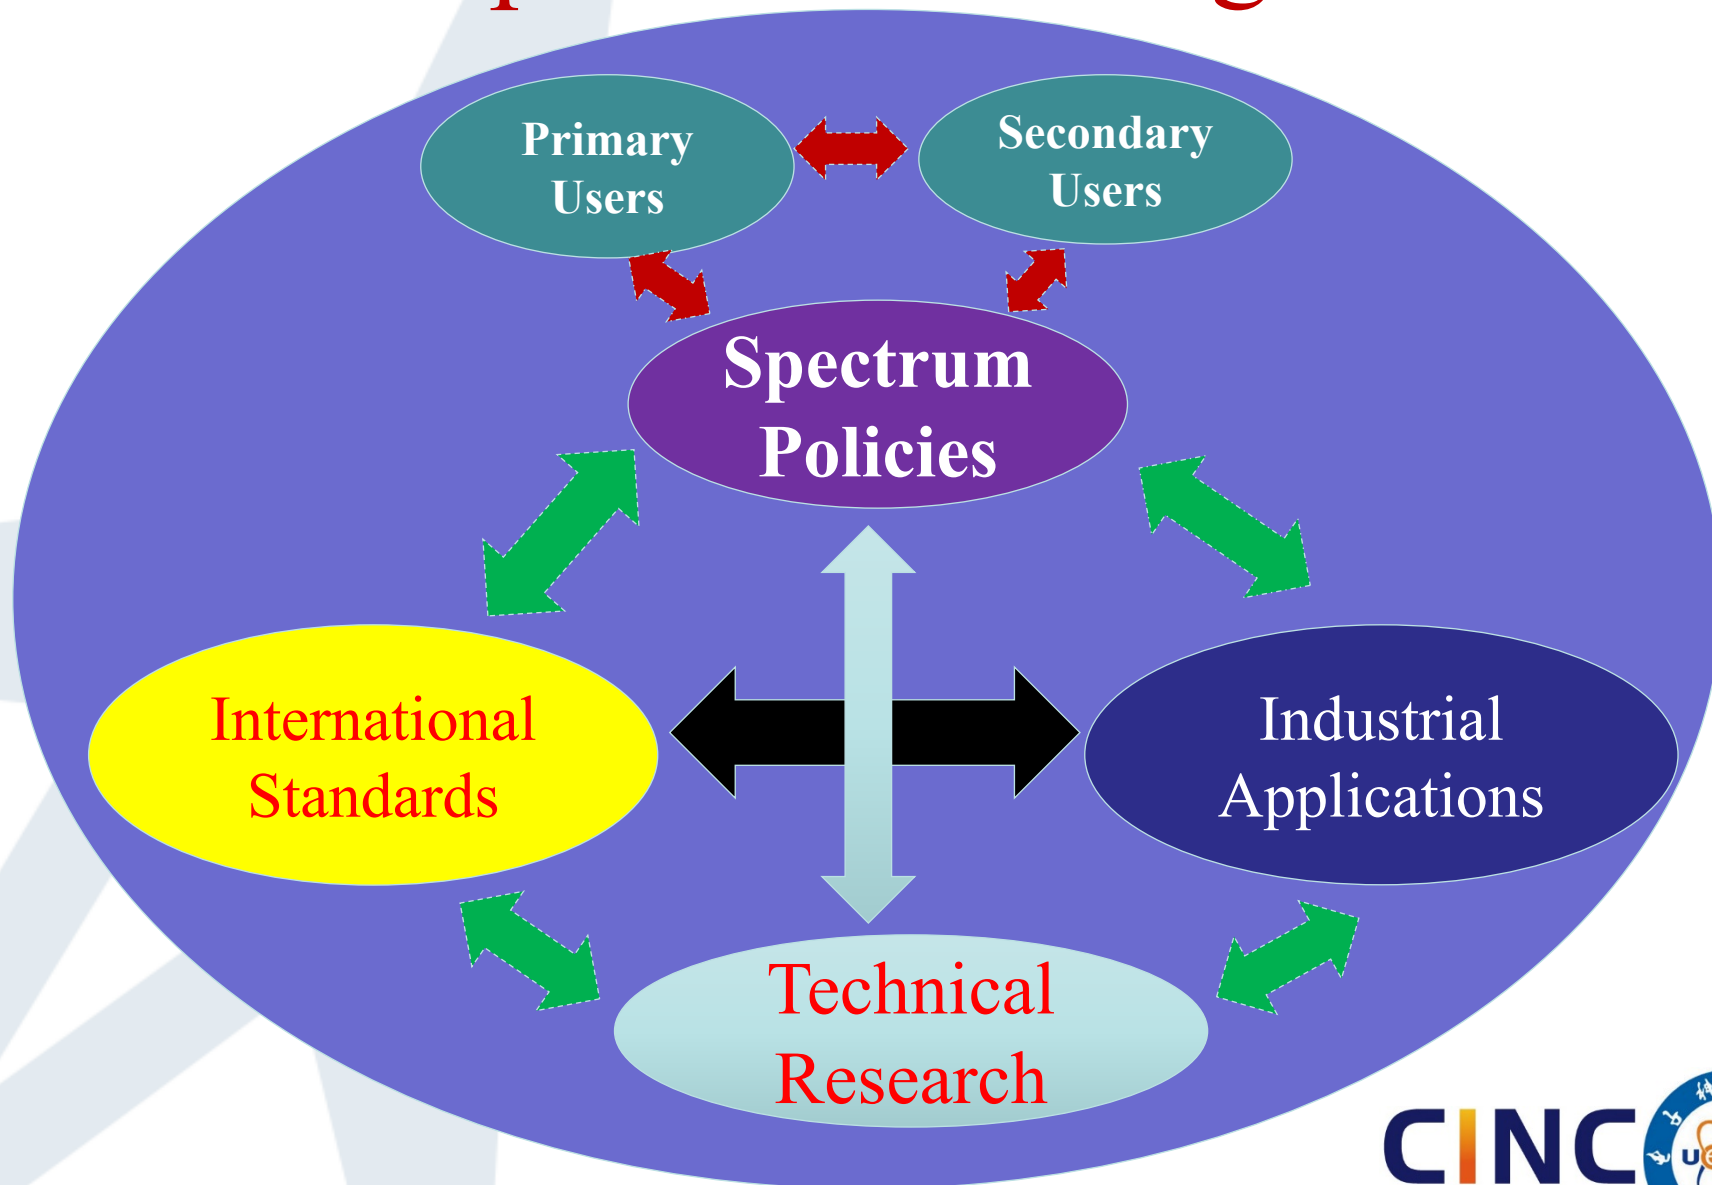 Primary
Users
Secondary
Users
Spectrum
Policies
International
Standards
Industrial
Applications
Technical
Research
CINC